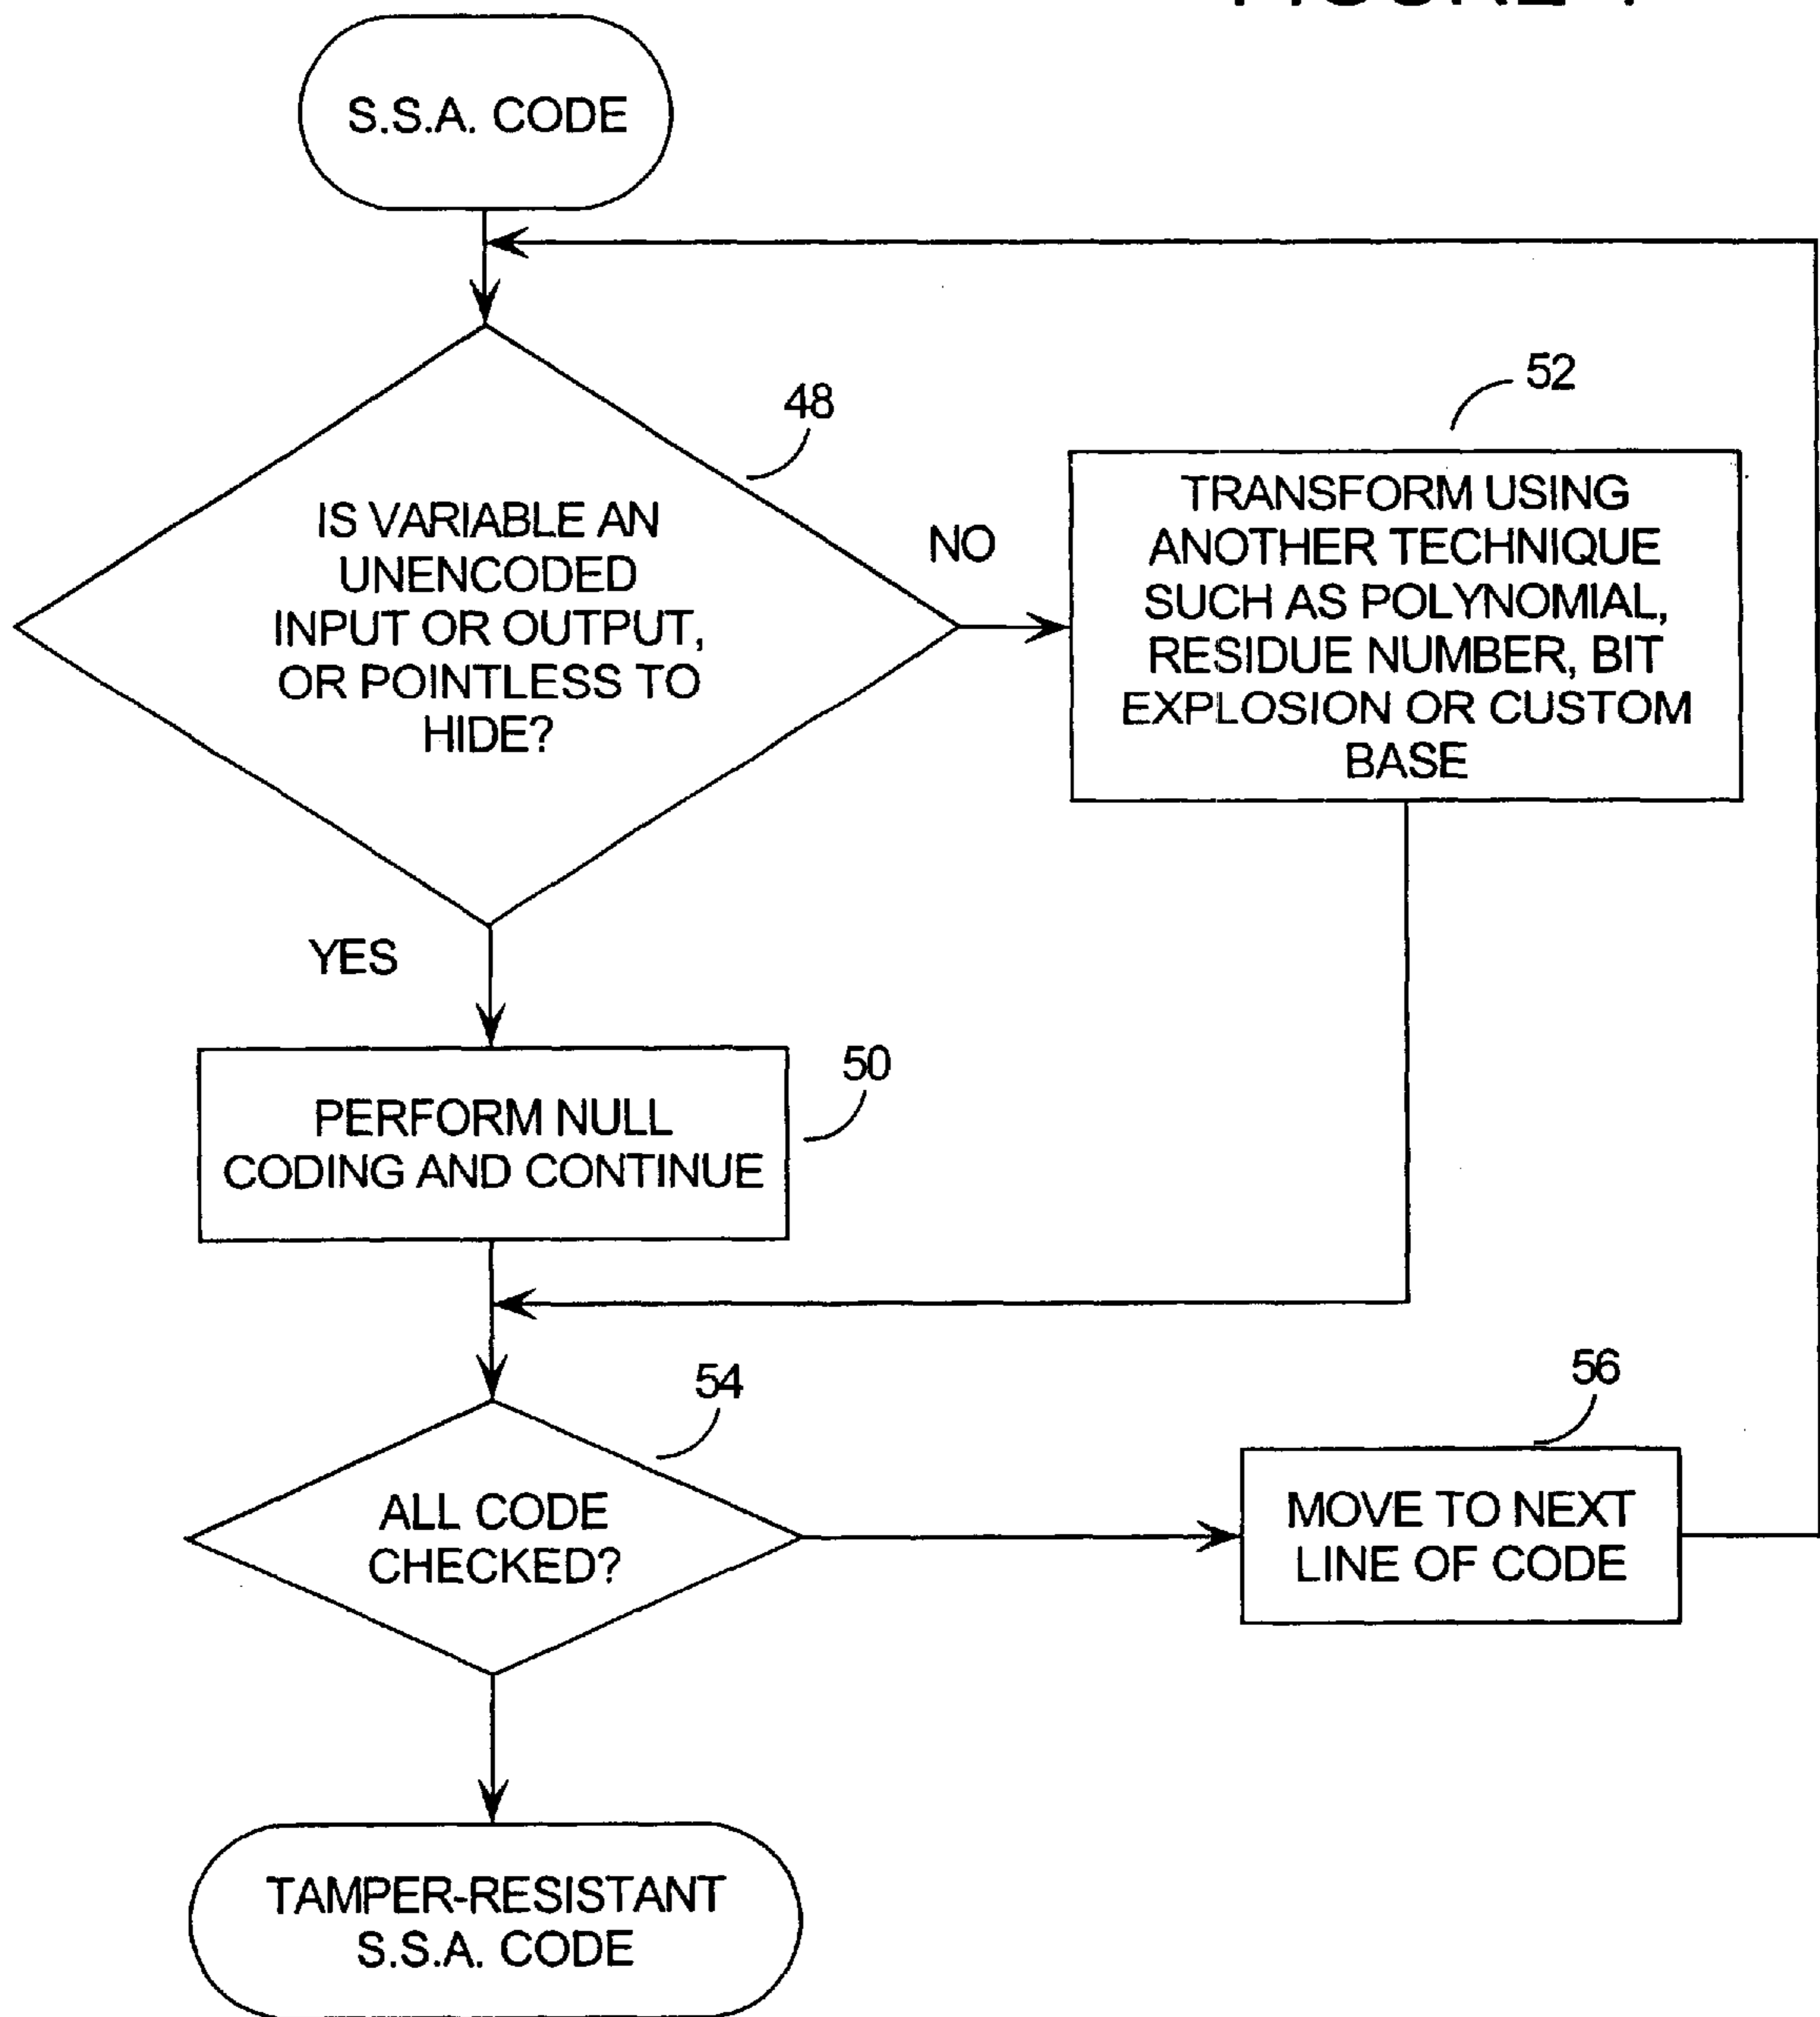 S.S.A. CODE
48
IS VARIABLE AN
UNENCODED
INPUT OR OUTPUT,
OR POINTLESS TO
HIDE?
NO
52
TRANSFORM USING
ANOTHER TECHNIQUE
SUCH AS POLYNOMIAL,
RESIDUE NUMBER, BIT
EXPLOSION OR CUSTOM
BASE
YES
50
PERFORM NULL
CODING AND CONTINUE
54
ALL CODE
CHECKED?
56
MOVE TO NEXT
LINE OF CODE
TAMPER-RESISTANT
S.S.A. CODE